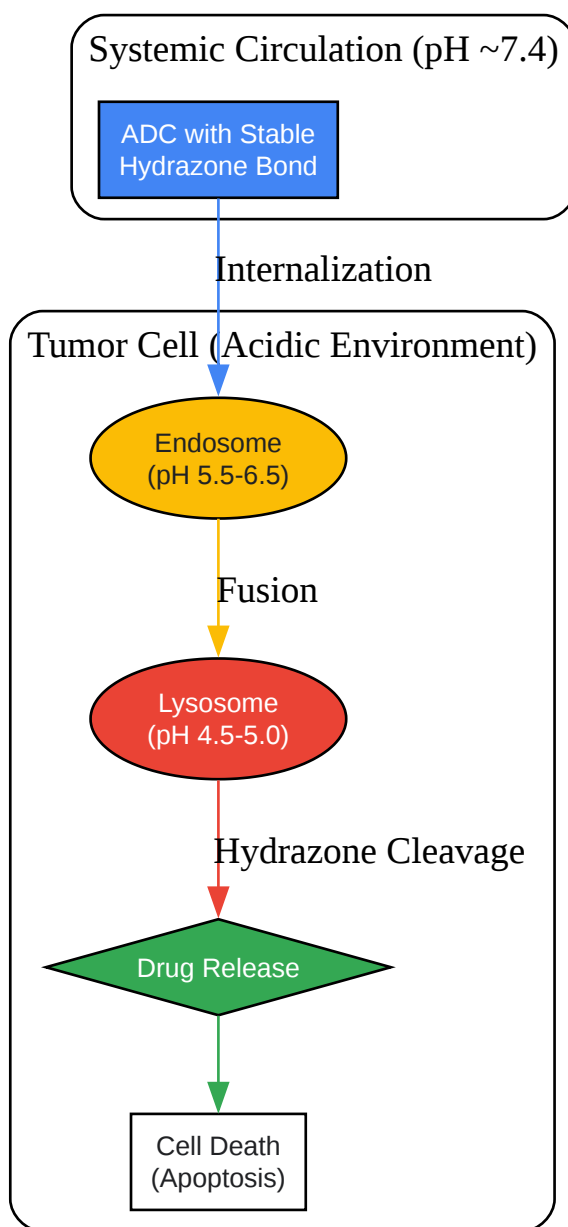 Systemic Circulation (pH ~7.4)
ADC with Stable
Hydrazone Bond
Internalization
Tumor Cell (Acidic Environment)
Endosome
(pH 5.5-6.5)
Fusion
Lysosome
(pH 4.5-5.0)
Hydrazone Cleavage
Drug Release
Cell Death
(Apoptosis)